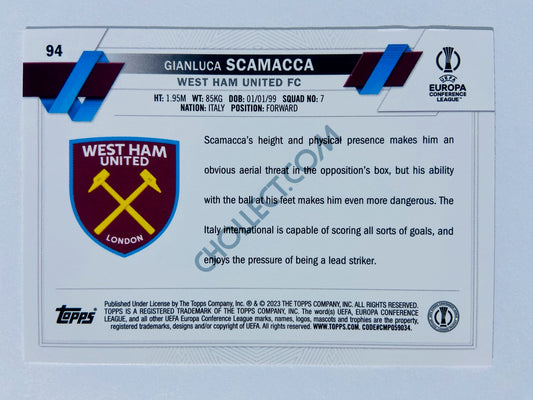 94
GIANLUCA SCAMACCA
WEST HAM UNITED FC
HT: 1.95M WT: 85KG DOB: 01/01/99 SQUAD NO: 7
NATION: ITALY POSITION: FORWARD
UEFA
EUROPA
CONFERENCE
LEAGUE™
WEST HAM
UNITED
LONDON
Scamacca's height and physical presence makes him an
obvious aerial threat in the opposition's box, but his ability
with the ball at his feet makes him even more dangerous. The
Italy international is capable of scoring all sorts of goals, and
enjoys the pressure of being a lead striker.
CHOLLECT.COM
Topps
Published Under License by The Topps Company, Inc. ® & © 2023 THE TOPPS COMPANY, INC. ALL RIGHTS RESERVED.
TOPPS IS A REGISTERED TRADEMARK OF THE TOPPS COMPANY, INC. The word(s) UEFA, EUROPA CONFERENCE
LEAGUE, and all other UEFA Europa Conference League marks, names, logos, mascots and trophies are the property,
registered trademarks, designs and/or copyright of UEFA. ALL RIGHTS RESERVED. WWW.TOPPS.COM. CODE#CMP059034.